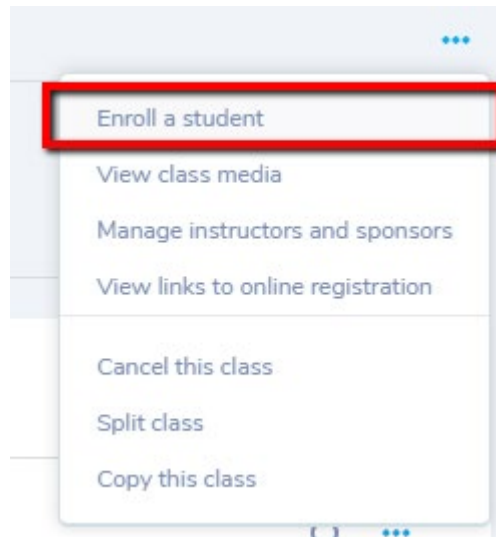 Enroll a student
View class media
Manage instructors and sponsors
View links to online registration
Cancel this class
Split class
Copy this class